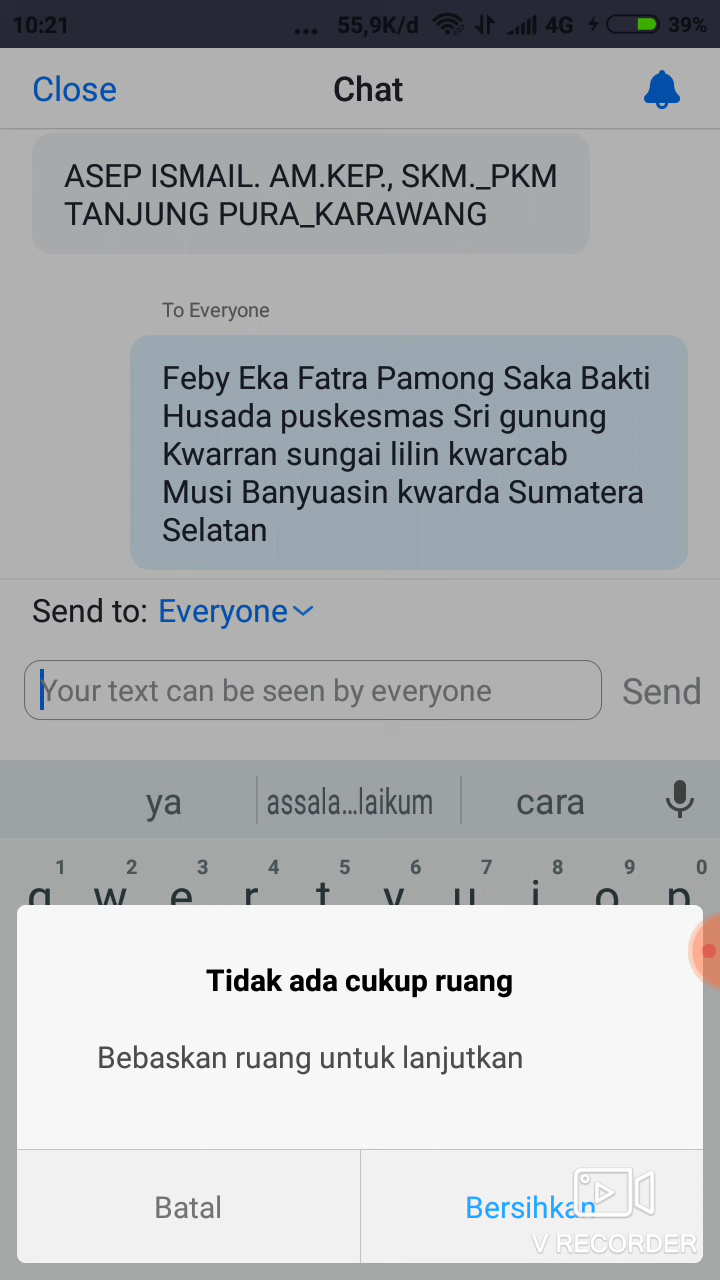 10:21 ... 55,9K/d 4G 39%
Close Chat
ASEP ISMAIL. AM.KEP., SKM._PKM
TANJUNG PURA_KARAWANG
To Everyone
Feby Eka Fatra Pamong Saka Bakti
Husada puskesmas Sri gunung
Kwarran sungai lilin kwarcab
Musi Banyuasin kwarda Sumatera
Selatan
Send to: Everyone
Your text can be seen by everyone Send
ya assala...laikum cara
1 2 3 4 5 6 7 8 9 0
q w e r t y u i o p
Tidak ada cukup ruang
Bebaskan ruang untuk lanjutkan
Batal Bersihkan
V RECORDER